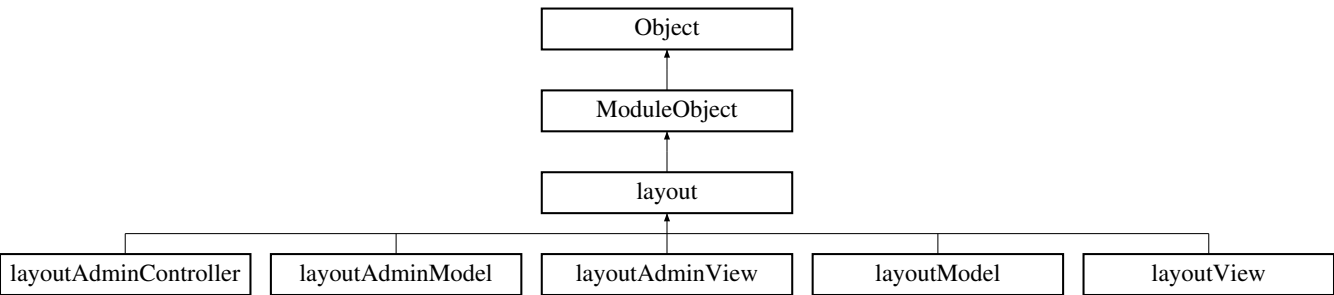 Object
ModuleObject
layout
layoutAdminController
layoutAdminModel
layoutAdminView
layoutModel
layoutView